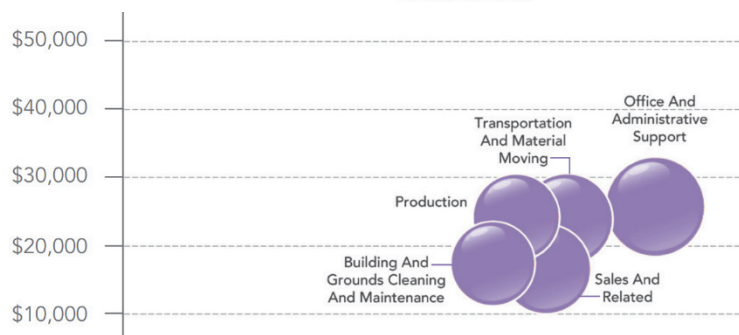 $50,000
$40,000
$30,000
$20,000
$10,000
Office And
Administrative
Support
Transportation
And Material
Moving
Production
Building And
Grounds Cleaning
And Maintenance
Sales And
Related